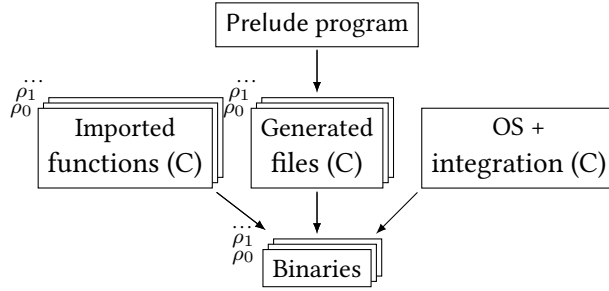 Prelude program
...
ρ1
ρ0
Imported
functions (C)
...
ρ1
ρ0
Generated
files (C)
OS +
integration (C)
...
ρ1
ρ0
Binaries